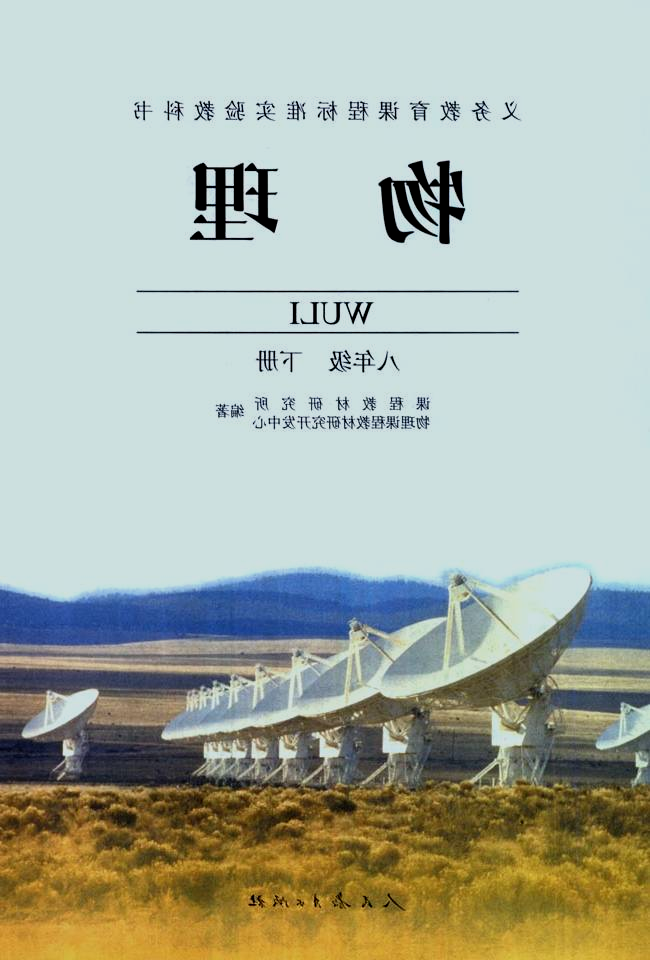 义务教育课程标准实验教科书
物理
WULI
八年级 下册
课程教材研究所
物理课程教材研究开发中心
编著
人民教育出版社